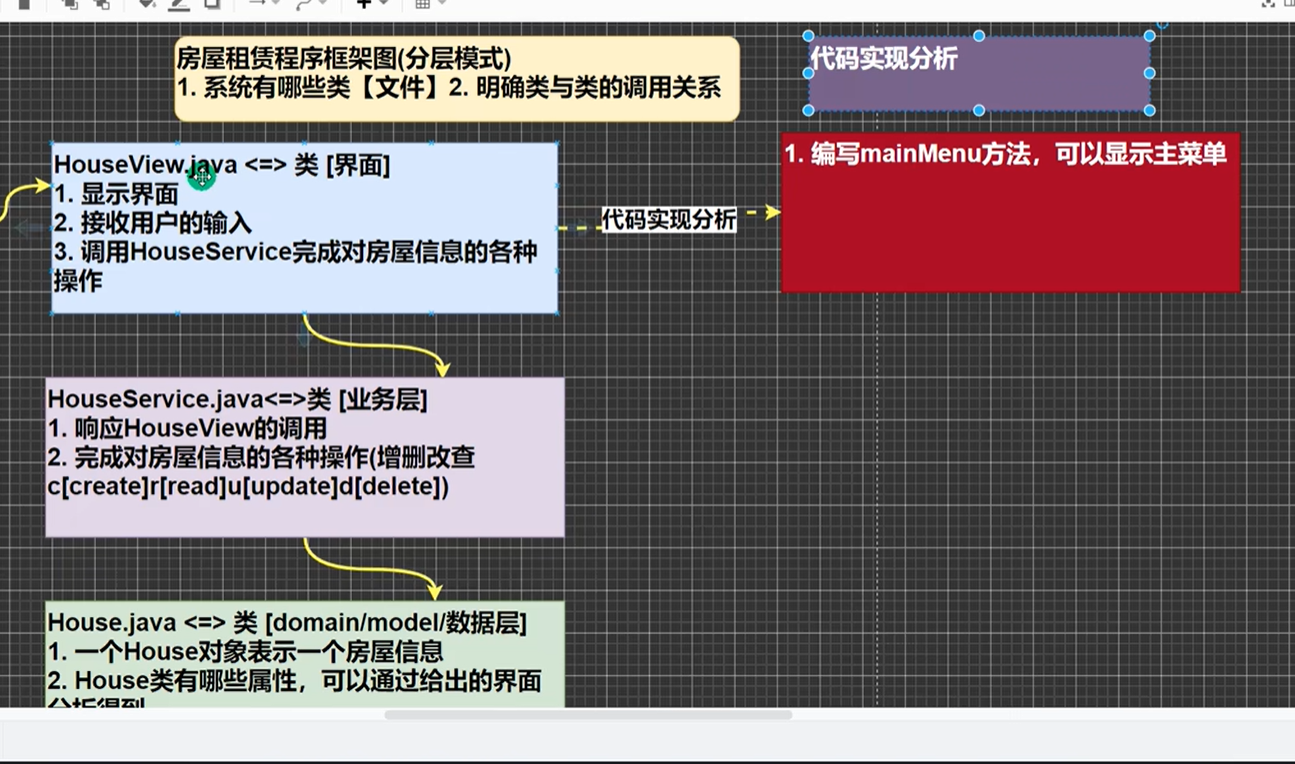 房屋租赁程序框架图(分层模式)
1. 系统有哪些类【文件】2. 明确类与类的调用关系
代码实现分析
HouseView.java <=> 类 [界面]
1. 显示界面
2. 接收用户的输入
3. 调用HouseService完成对房屋信息的各种
操作
代码实现分析
1. 编写mainMenu方法，可以显示主菜单
HouseService.java<=>类 [业务层]
1. 响应HouseView的调用
2. 完成对房屋信息的各种操作(增删改查
c[create]r[read]u[update]d[delete])
House.java <=> 类 [domain/model/数据层]
1. 一个House对象表示一个房屋信息
2. House类有哪些属性，可以通过给出的界面
分析得到